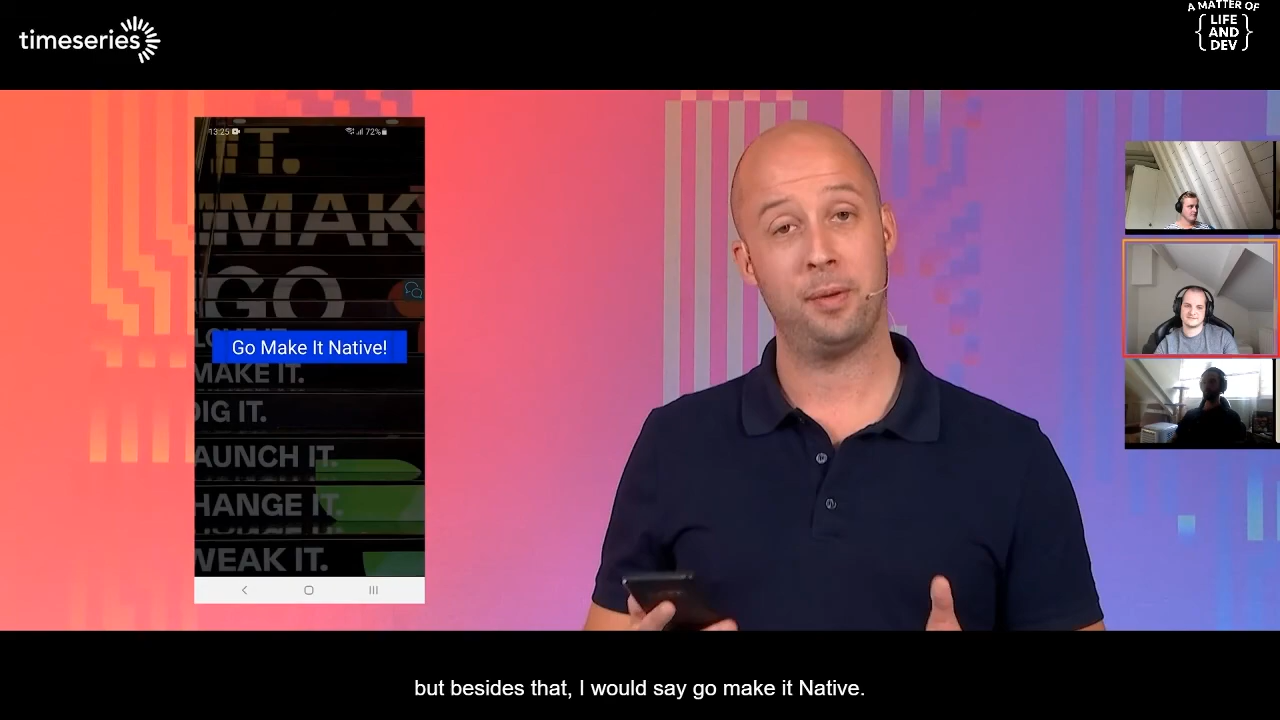 timeseries
A MATTER OF
LIFE
AND
DEV
13:25
72%
IT.
MAK
GO
Go Make It Native!
MAKE IT.
DIG IT.
AUNCH IT.
HANGE IT.
WEAK IT.
but besides that, I would say go make it Native.